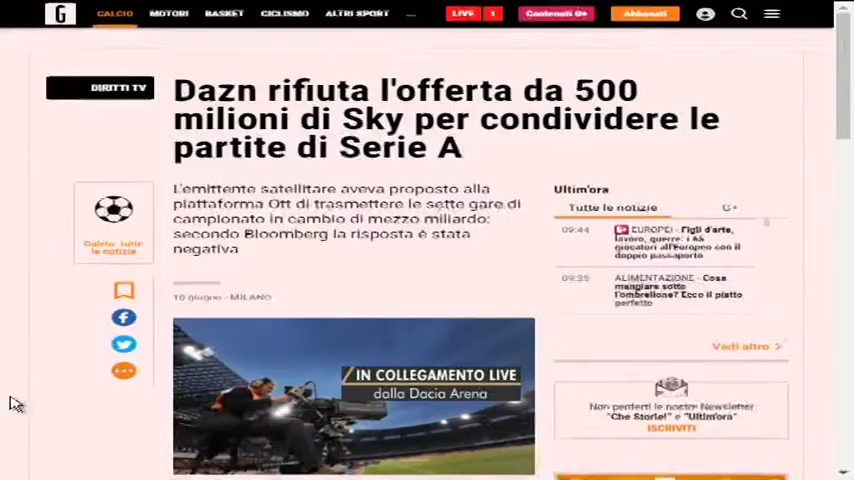 G
CALCIO MOTORI BASKET CICLISMO ALTRI SPORT ... LIVE 1 Contenuti G+ Abbonati
DIRITTI TV
Dazn rifiuta l'offerta da 500
milioni di Sky per condividere le
partite di Serie A
L'emittente satellitare aveva proposto alla
piattaforma Ott di trasmettere le sette gare di
campionato in cambio di mezzo miliardo:
secondo Bloomberg la risposta è stata
negativa
Calcio: tutte
le notizie
10 giugno - MILANO
IN COLLEGAMENTO LIVE
dalla Dacia Arena
Ultim'ora
Tutte le notizie G+
09:44 EUROPEI - Figli d'arte,
lavoro, guerre: i 65
giocatori all'Europeo con il
doppio passaporto
09:35 ALIMENTAZIONE - Cosa
mangiare sotto
l'ombrellone? Ecco il piatto
perfetto
Vedi altro >
Non perderti le nostre Newsletter
"Che Storie!" e "Ultim'ora"
ISCRIVITI